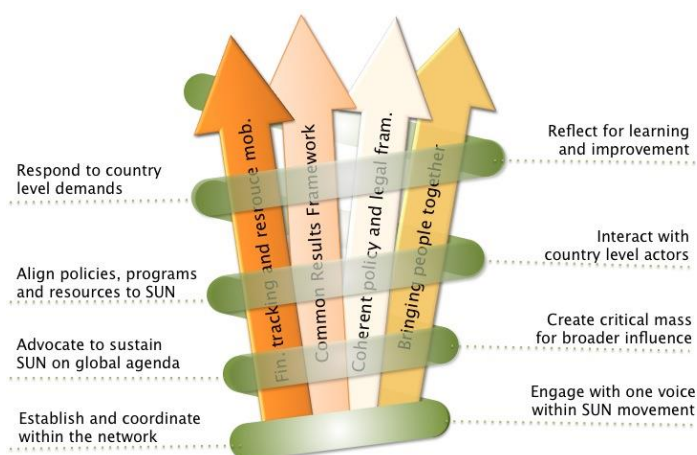 Fin. tracking and resrouce mob.
Common Results Framework
Coherent policy and legal fram.
Bringing people together
Respond to country
level demands
Align policies, programs
and resources to SUN
Advocate to sustain
SUN on global agenda
Establish and coordinate
within the network
Reflect for learning
and improvement
Interact with
country level actors
Create critical mass
for broader influence
Engage with one voice
within SUN movement